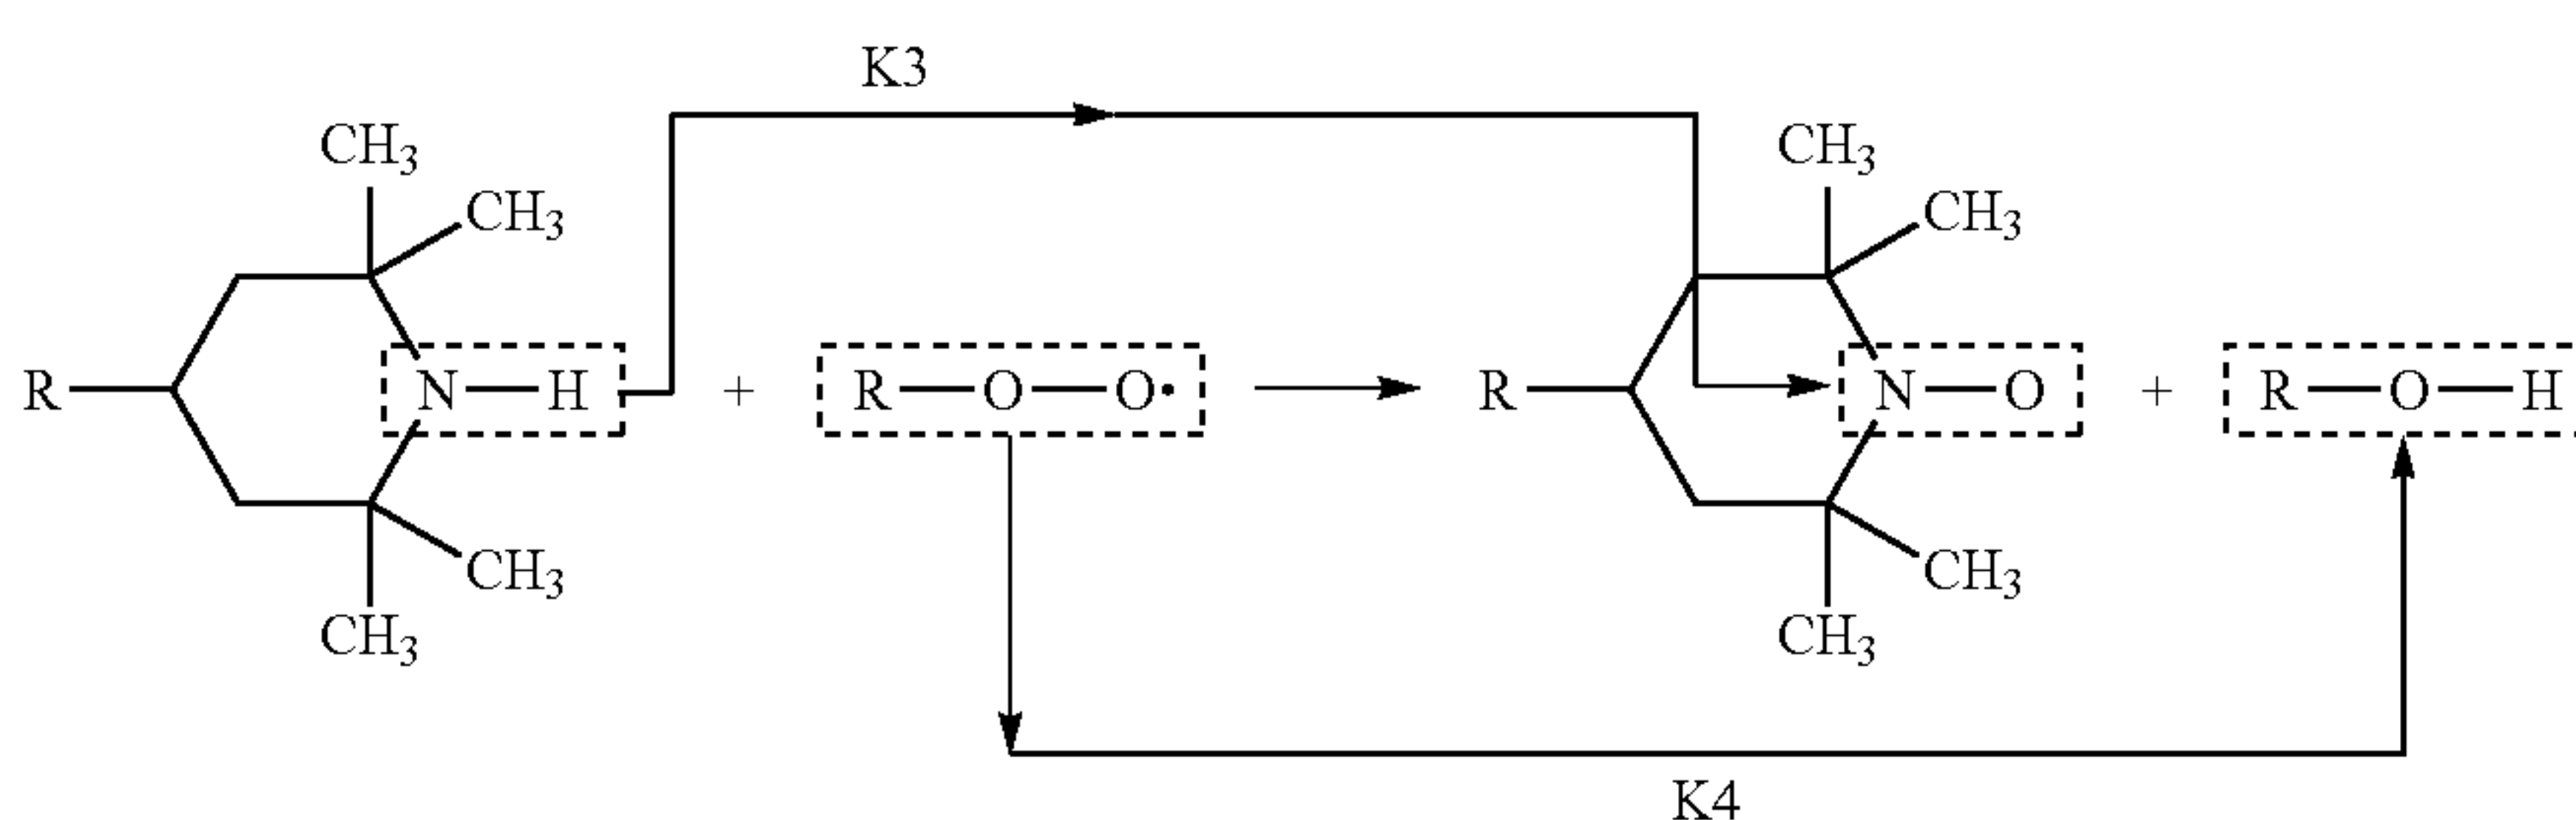 K3
CH₃ CH₃
CH₃ CH₃
R N—H + R—O—O• R N—O + R—O—H
CH₃ CH₃
CH₃ CH₃
K4